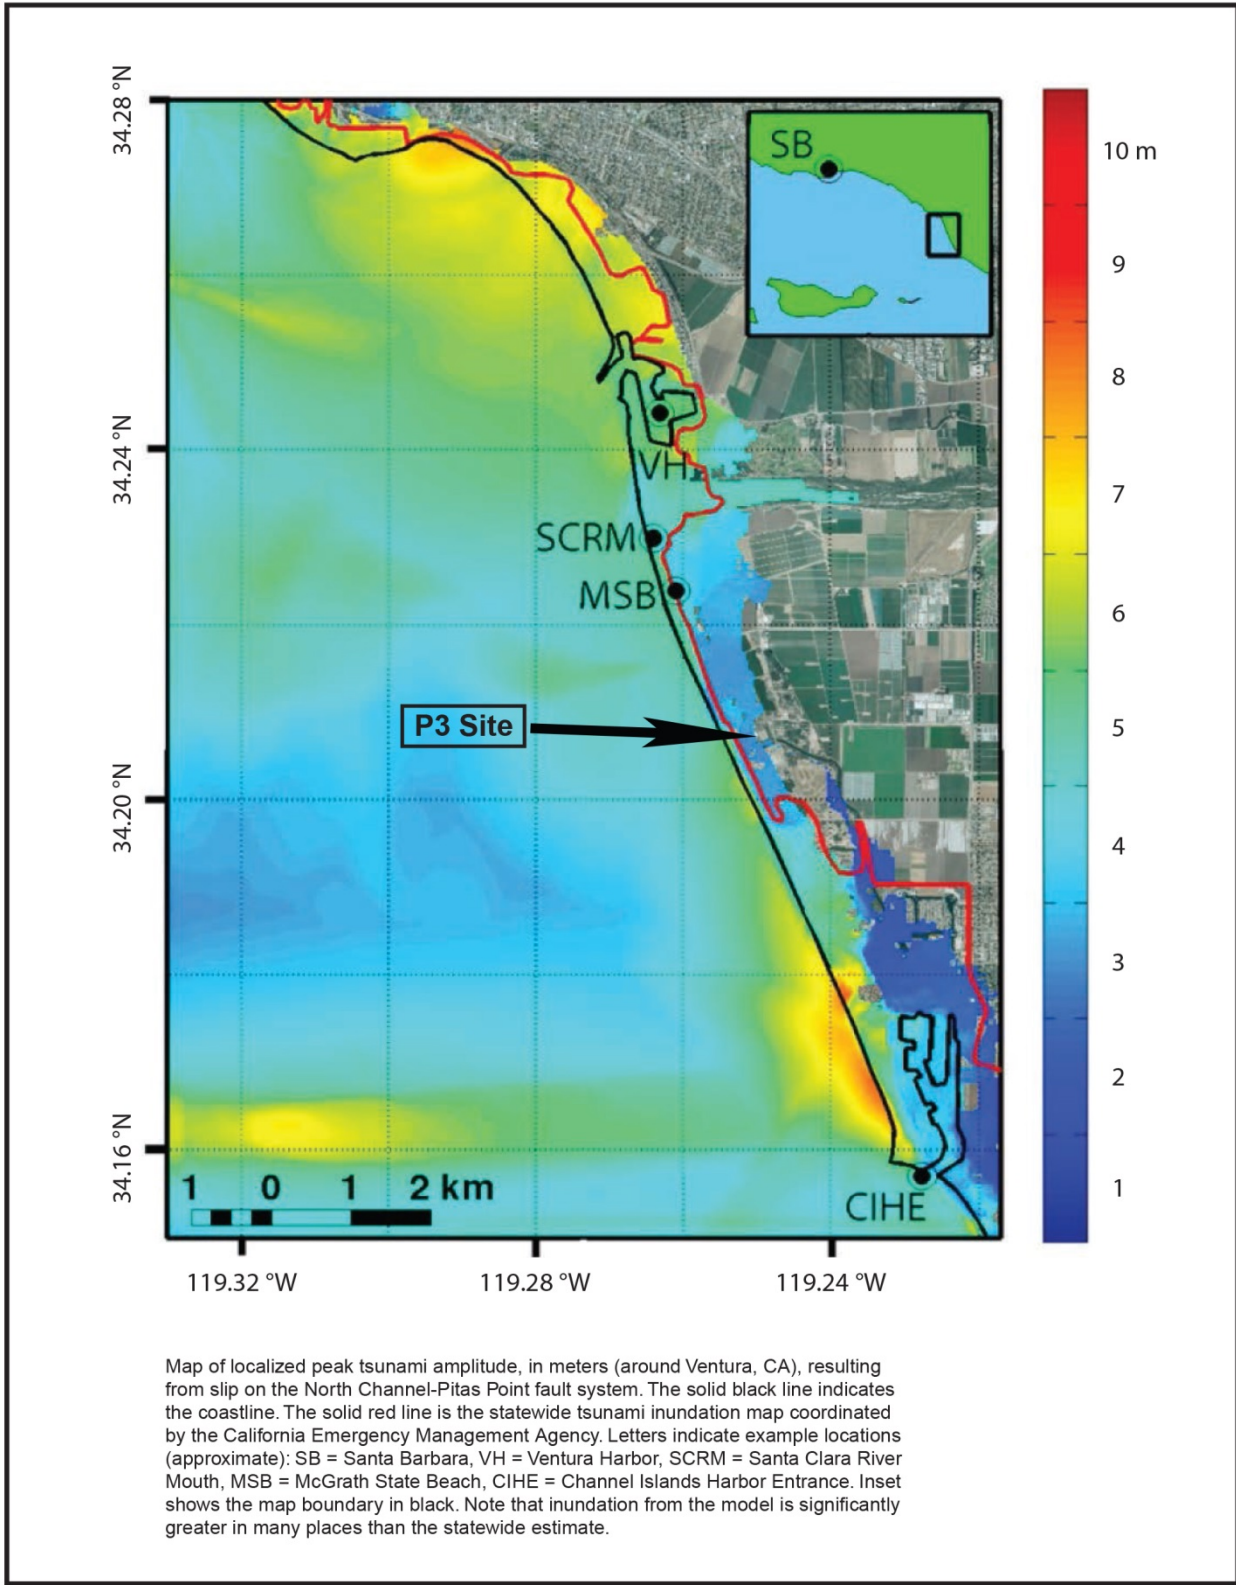 34.28 °N
SB
10 m
9
8
7
6
5
4
3
2
1
34.24 °N
VH
SCRM
MSB
P3 Site
34.20 °N
34.16 °N
1 0 1 2 km
CIHE
119.32 °W 119.28 °W 119.24 °W
Map of localized peak tsunami amplitude, in meters (around Ventura, CA), resulting
from slip on the North Channel-Pitas Point fault system. The solid black line indicates
the coastline. The solid red line is the statewide tsunami inundation map coordinated
by the California Emergency Management Agency. Letters indicate example locations
(approximate): SB = Santa Barbara, VH = Ventura Harbor, SCRM = Santa Clara River
Mouth, MSB = McGrath State Beach, CIHE = Channel Islands Harbor Entrance. Inset
shows the map boundary in black. Note that inundation from the model is significantly
greater in many places than the statewide estimate.